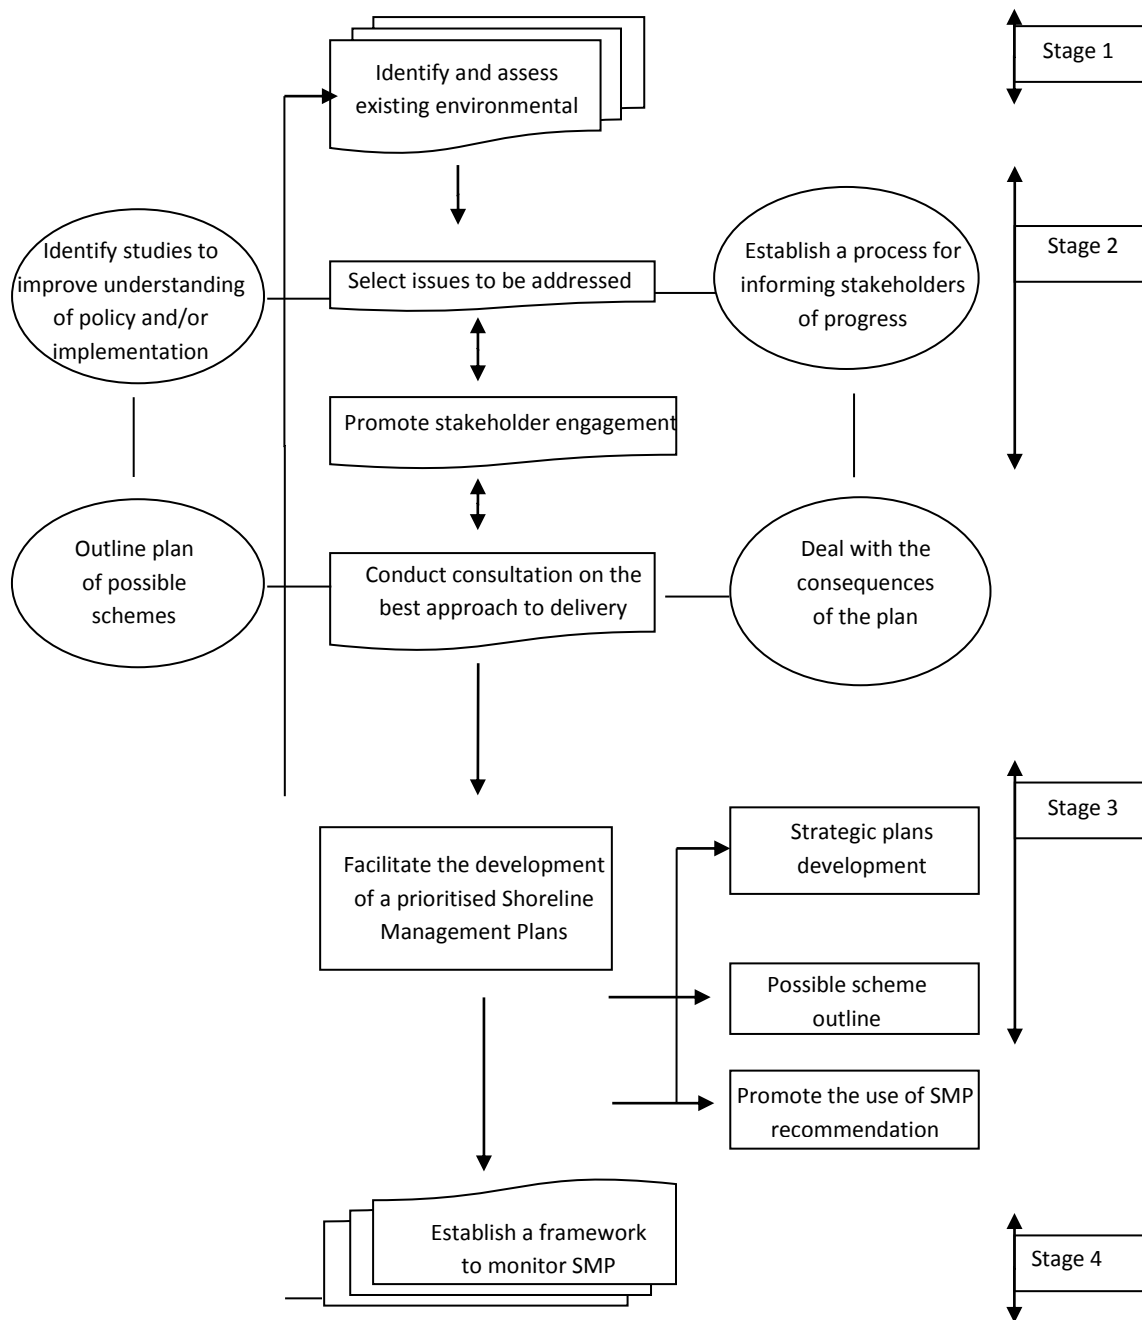 Identify and assess
existing environmental
Stage 1
Identify studies to
improve understanding
of policy and/or
implementation
Select issues to be addressed
Establish a process for
informing stakeholders
of progress
Stage 2
Promote stakeholder engagement
Outline plan
of possible
schemes
Conduct consultation on the
best approach to delivery
Deal with the
consequences
of the plan
Facilitate the development
of a prioritised Shoreline
Management Plans
Strategic plans
development
Stage 3
Possible scheme
outline
Promote the use of SMP
recommendation
Establish a framework
to monitor SMP
Stage 4